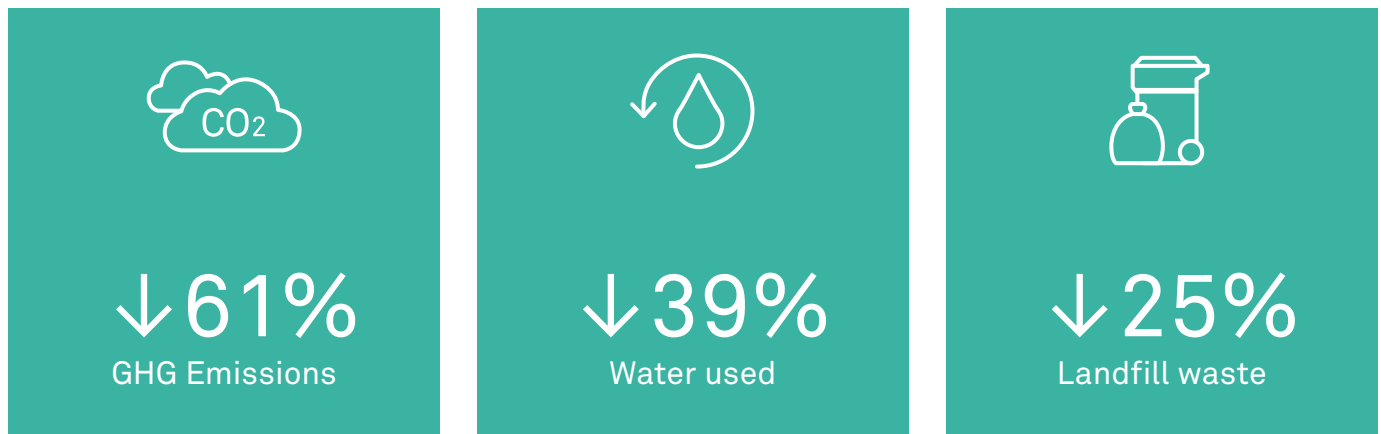 CO2
↓61%
GHG Emissions
↓39%
Water used
↓25%
Landfill waste